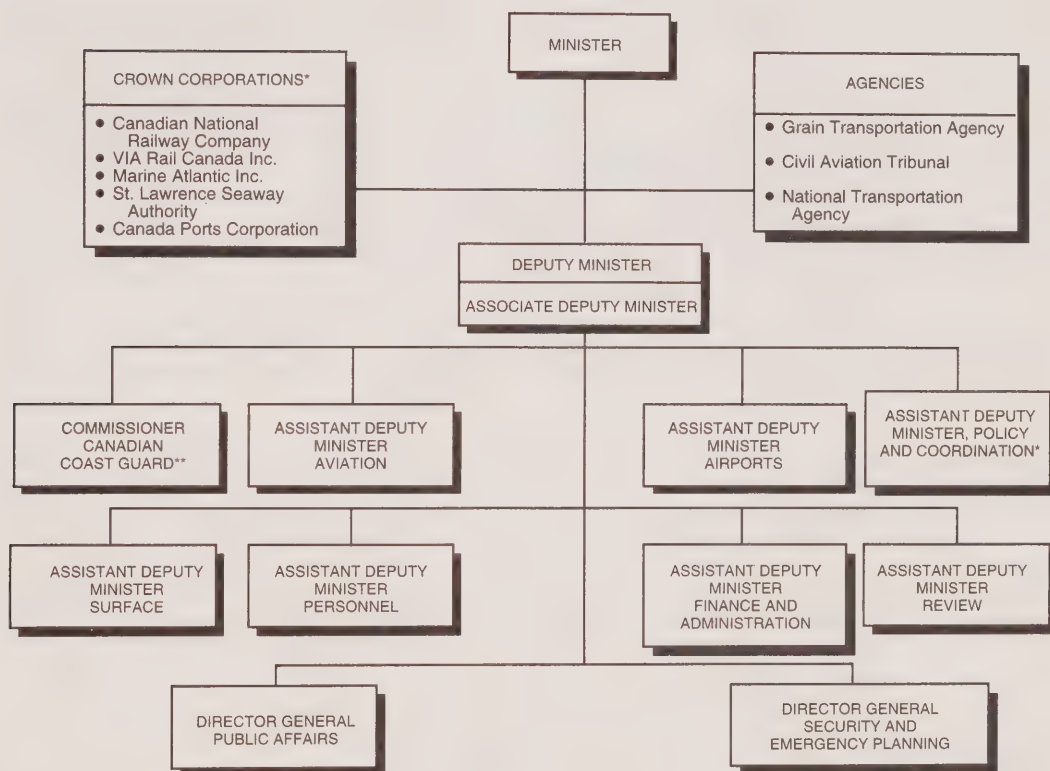 MINISTER
CROWN CORPORATIONS*
• Canadian National
Railway Company
• VIA Rail Canada Inc.
• Marine Atlantic Inc.
• St. Lawrence Seaway
Authority
• Canada Ports Corporation
AGENCIES
• Grain Transportation Agency
• Civil Aviation Tribunal
• National Transportation
Agency
DEPUTY MINISTER
ASSOCIATE DEPUTY MINISTER
COMMISSIONER
CANADIAN
COAST GUARD**
ASSISTANT DEPUTY
MINISTER
AVIATION
ASSISTANT DEPUTY
MINISTER
AIRPORTS
ASSISTANT DEPUTY
MINISTER, POLICY
AND COORDINATION*
ASSISTANT DEPUTY
MINISTER
SURFACE
ASSISTANT DEPUTY
MINISTER
PERSONNEL
ASSISTANT DEPUTY
MINISTER
FINANCE AND
ADMINISTRATION
ASSISTANT DEPUTY
MINISTER
REVIEW
DIRECTOR GENERAL
PUBLIC AFFAIRS
DIRECTOR GENERAL
SECURITY AND
EMERGENCY PLANNING